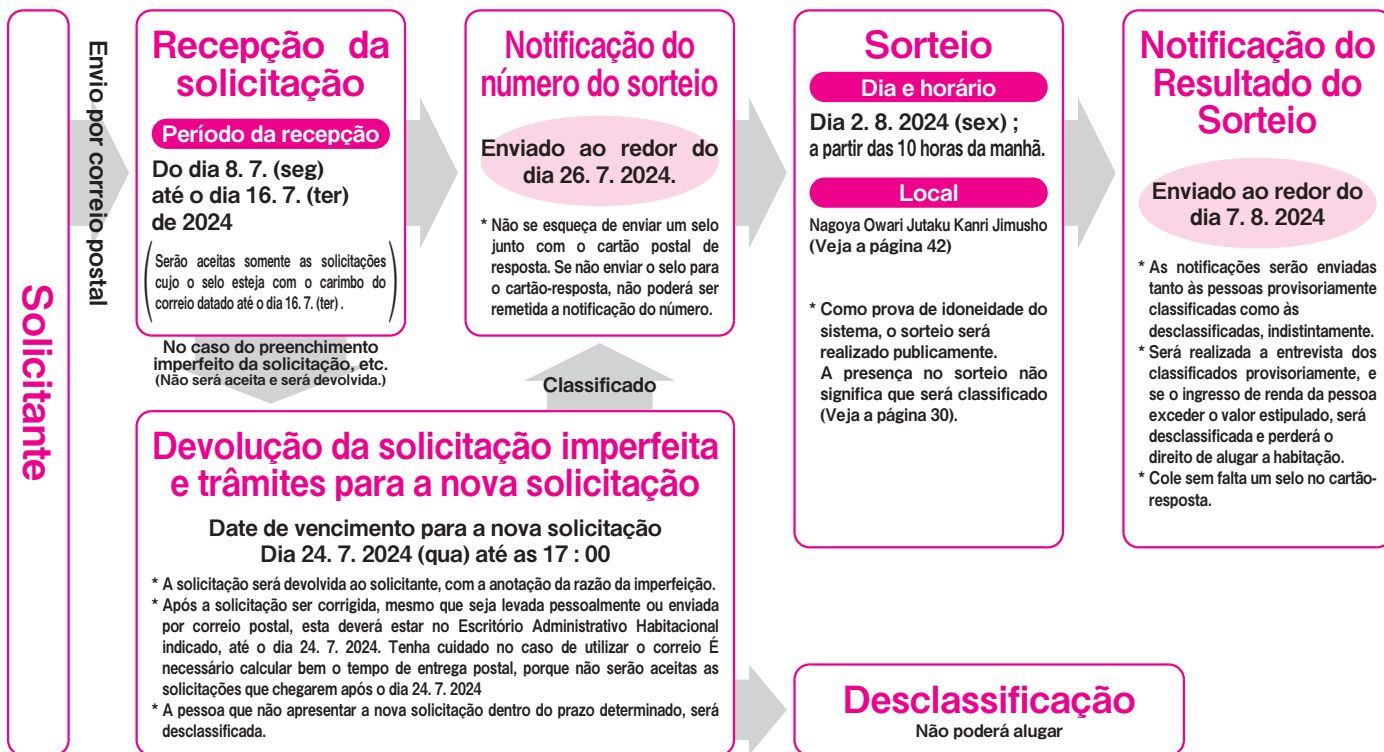 Solicitante
Envio por correio postal
Recepção da
solicitação
Período da recepção
Do dia 8. 7. (seg)
até o dia 16. 7. (ter)
de 2024
Serão aceitas somente as solicitações
cujo o selo esteja com o carimbo do
correio datado até o dia 16. 7. (ter) .
No caso do preenchimento
imperfeito da solicitação, etc.
(Não será aceita e será devolvida.)
Notificação do
número do sorteio
Enviado ao redor do
dia 26. 7. 2024.
* Não se esqueça de enviar um selo
junto com o cartão postal de
resposta. Se não enviar o selo para
o cartão-resposta, não poderá ser
remetida a notificação do número.
Classificado
Sorteio
Dia e horário
Dia 2. 8. 2024 (sex) ;
a partir das 10 horas da manhã.
Local
Nagoya Owari Jutaku Kanri Jimusho
(Veja a página 42)
* Como prova de idoneidade do
sistema, o sorteio será
realizado publicamente.
A presença no sorteio não
significa que será classificado
(Veja a página 30).
Notificação do
Resultado do
Sorteio
Enviado ao redor do
dia 7. 8. 2024
* As notificações serão enviadas
tanto às pessoas provisoriamente
classificadas como às
desclassificadas, indistintamente.
* Será realizada a entrevista dos
classificados provisoriamente, e
se o ingresso de renda da pessoa
exceder o valor estipulado, será
desclassificada e perderá o
direito de alugar a habitação.
* Cole sem falta um selo no cartão-
resposta.
Devolução da solicitação imperfeita
e trâmites para a nova solicitação
Date de vencimento para a nova solicitação
Dia 24. 7. 2024 (qua) até as 17 : 00
* A solicitação será devolvida ao solicitante, com a anotação da razão da imperfeição.
* Após a solicitação ser corrigida, mesmo que seja levada pessoalmente ou enviada
por correio postal, esta deverá estar no Escritório Administrativo Habitacional
indicado, até o dia 24. 7. 2024. Tenha cuidado no caso de utilizar o correio É
necessário calcular bem o tempo de entrega postal, porque não serão aceitas as
solicitações que chegarem após o dia 24. 7. 2024
* A pessoa que não apresentar a nova solicitação dentro do prazo determinado, será
desclassificada.
Desclassificação
Não poderá alugar